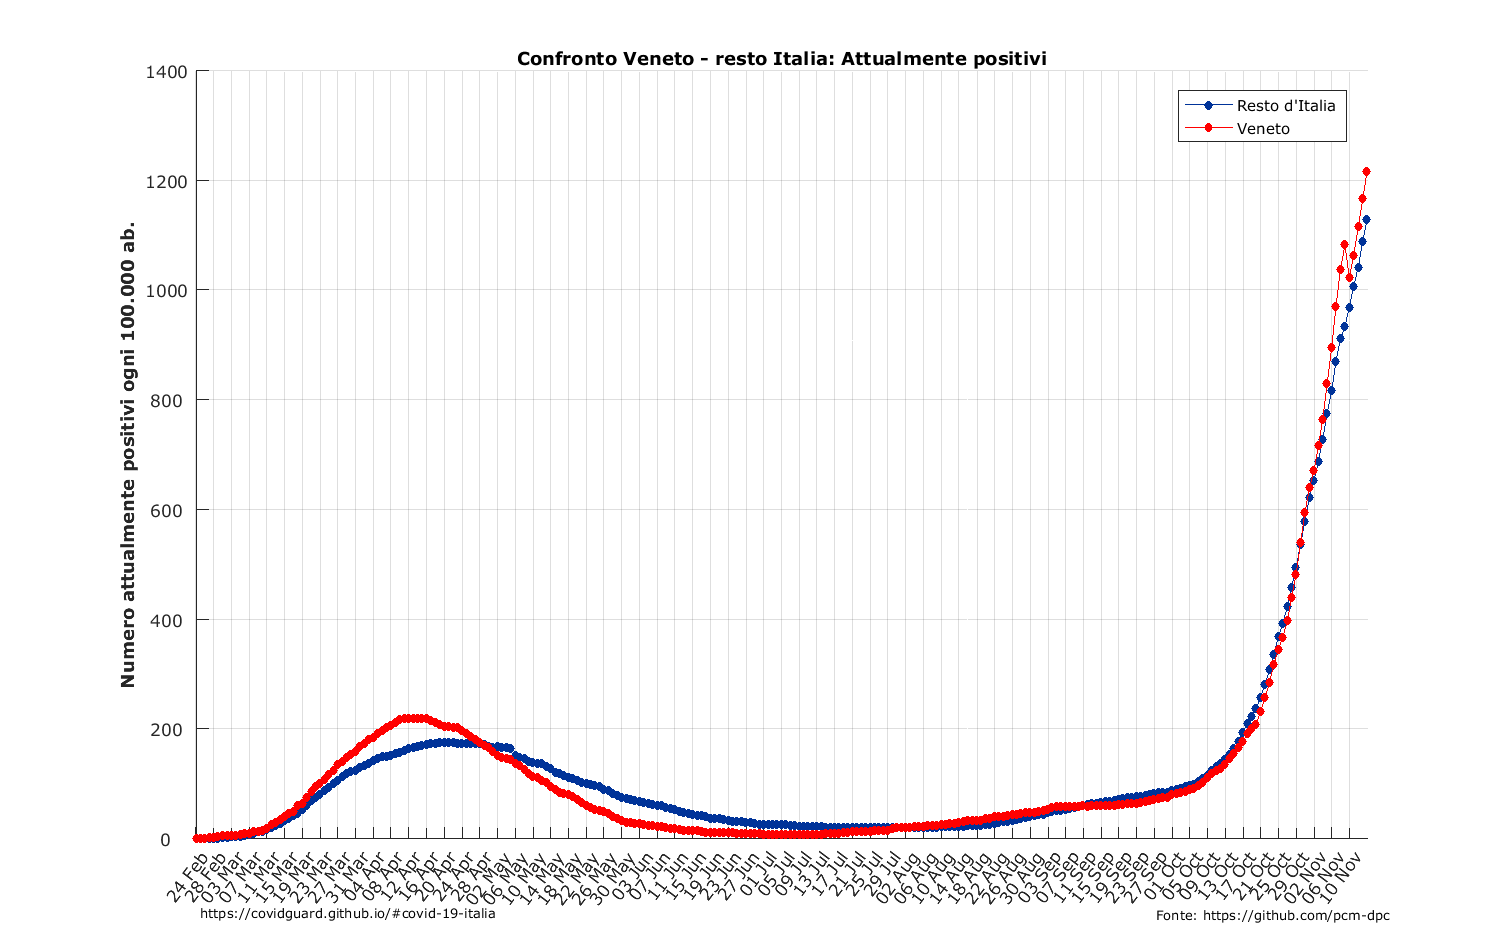 Confronto Veneto - resto Italia: Attualmente positivi
Resto d'Italia
Veneto
Numero attualmente positivi ogni 100.000 ab.
1400
1200
1000
800
600
400
200
0
24 Feb
28 Feb
03 Mar
07 Mar
11 Mar
15 Mar
19 Mar
23 Mar
27 Mar
31 Mar
04 Apr
08 Apr
12 Apr
16 Apr
20 Apr
24 Apr
28 Apr
02 May
06 May
10 May
14 May
18 May
22 May
26 May
30 May
03 Jun
07 Jun
11 Jun
15 Jun
19 Jun
23 Jun
27 Jun
01 Jul
05 Jul
09 Jul
13 Jul
17 Jul
21 Jul
25 Jul
29 Jul
02 Aug
06 Aug
10 Aug
14 Aug
18 Aug
22 Aug
26 Aug
30 Aug
03 Sep
07 Sep
11 Sep
15 Sep
19 Sep
23 Sep
27 Sep
01 Oct
05 Oct
09 Oct
13 Oct
17 Oct
21 Oct
25 Oct
29 Oct
02 Nov
06 Nov
10 Nov
https://covidguard.github.io/#covid-19-italia
Fonte: https://github.com/pcm-dpc